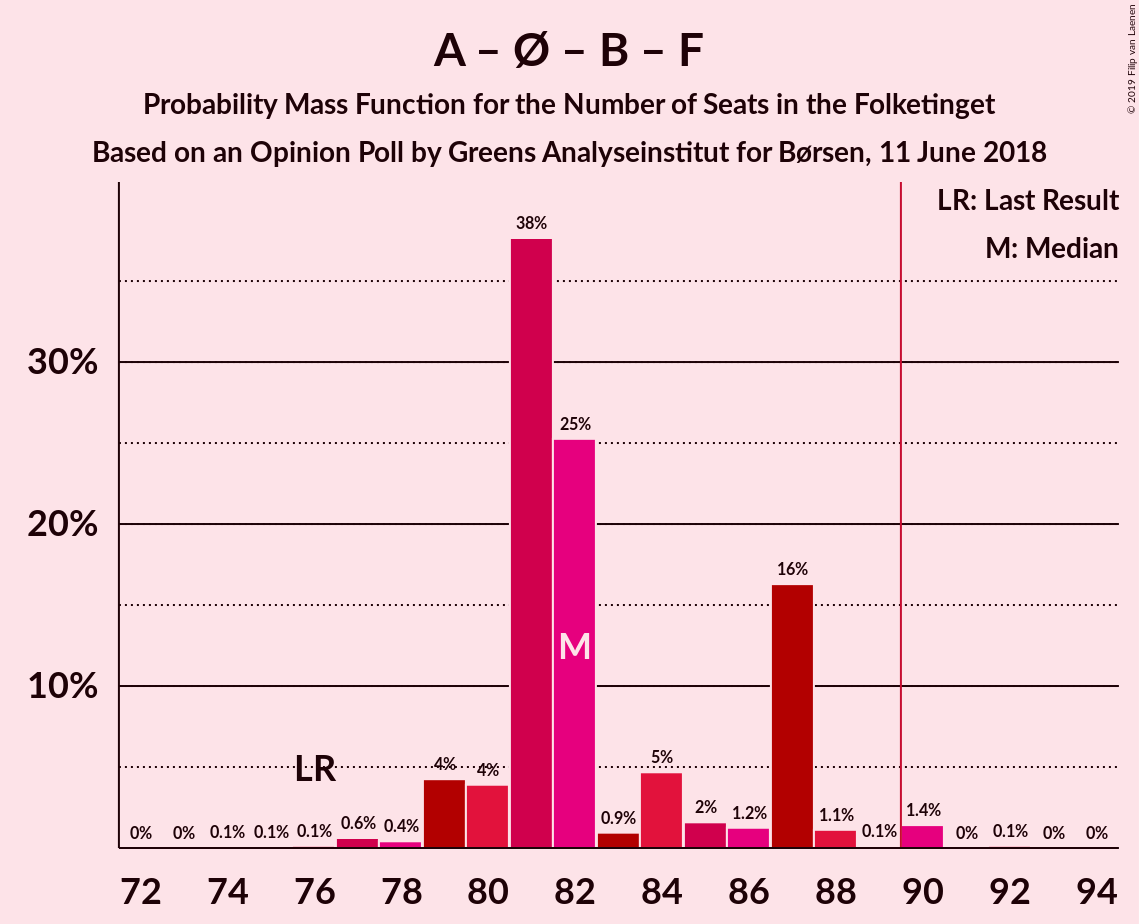 A – Ø – B – F
Probability Mass Function for the Number of Seats in the Folketinget
Based on an Opinion Poll by Greens Analyseinstitut for Børsen, 11 June 2018
© 2019 Filip van Laenen
LR: Last Result
M: Median
38%
30%
25%
20%
16%
M
10%
LR
4%
4%
5%
0%
0%
0.1%
0.1%
0.1%
0.6%
0.4%
0.9%
2%
1.2%
1.1%
0.1%
1.4%
0%
0.1%
0%
0%
72 74 76 78 80 82 84 86 88 90 92 94